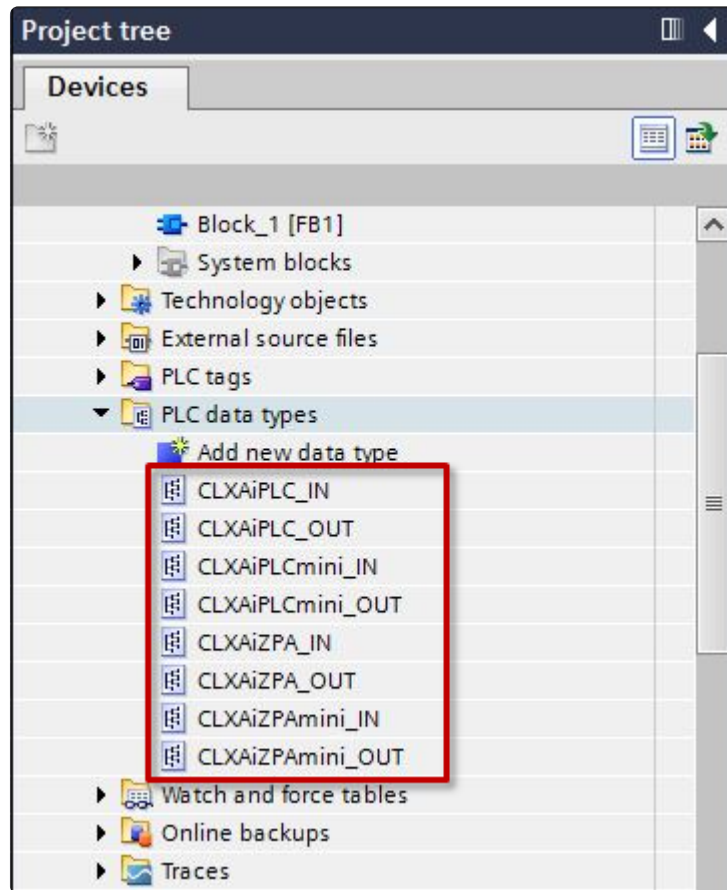 Project tree
Devices
Block_1 [FB1]
System blocks
Technology objects
External source files
PLC tags
PLC data types
Add new data type
CLXAiPLC_IN
CLXAiPLC_OUT
CLXAiPLCmini_IN
CLXAiPLCmini_OUT
CLXAiZPA_IN
CLXAiZPA_OUT
CLXAiZPAmini_IN
CLXAiZPAmini_OUT
Watch and force tables
Online backups
Traces